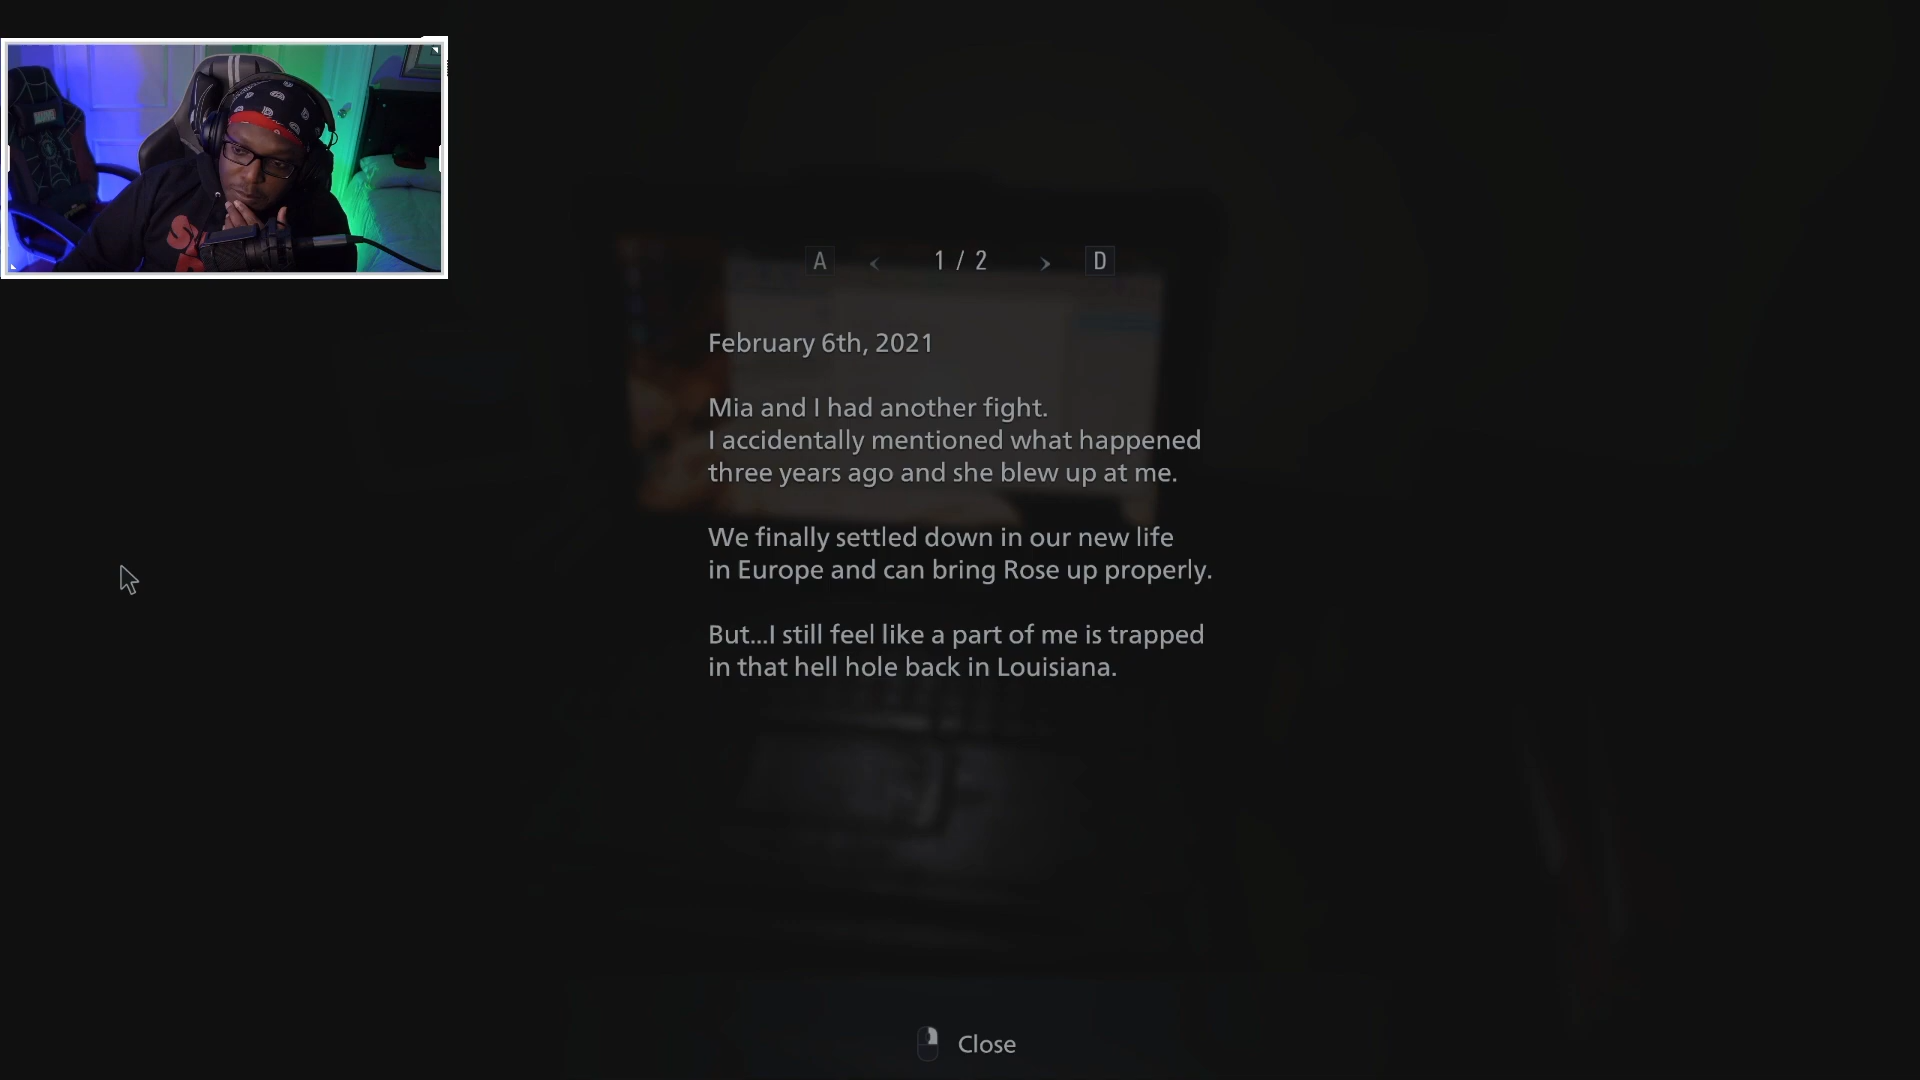 MARVEL
A < 1 / 2 > D
February 6th, 2021
Mia and I had another fight.
I accidentally mentioned what happened
three years ago and she blew up at me.
We finally settled down in our new life
in Europe and can bring Rose up properly.
But...I still feel like a part of me is trapped
in that hell hole back in Louisiana.
Close